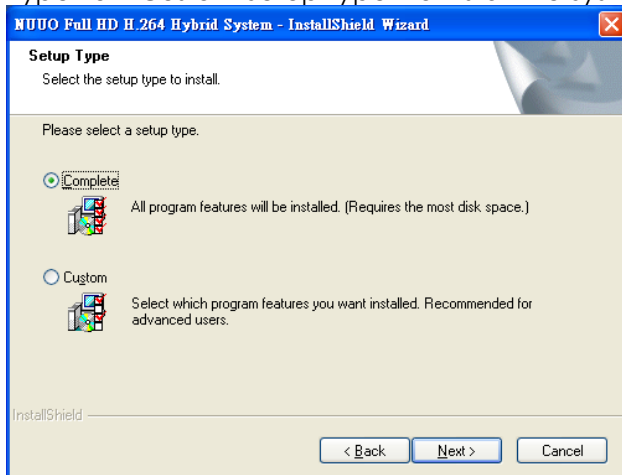 NUUO Full HD H.264 Hybrid System - InstallShield Wizard
Setup Type
Select the setup type to install.
Please select a setup type.
Complete
All program features will be installed. (Requires the most disk space.)
Custom
Select which program features you want installed. Recommended for
advanced users.
InstallShield
< Back
Next >
Cancel